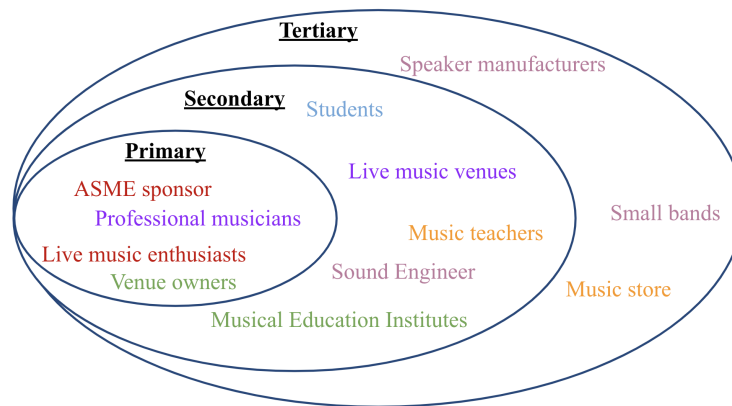 Tertiary
Speaker manufacturers
Secondary
Students
Primary
Live music venues
ASME sponsor
Small bands
Professional musicians
Music teachers
Live music enthusiasts
Sound Engineer
Venue owners
Music store
Musical Education Institutes